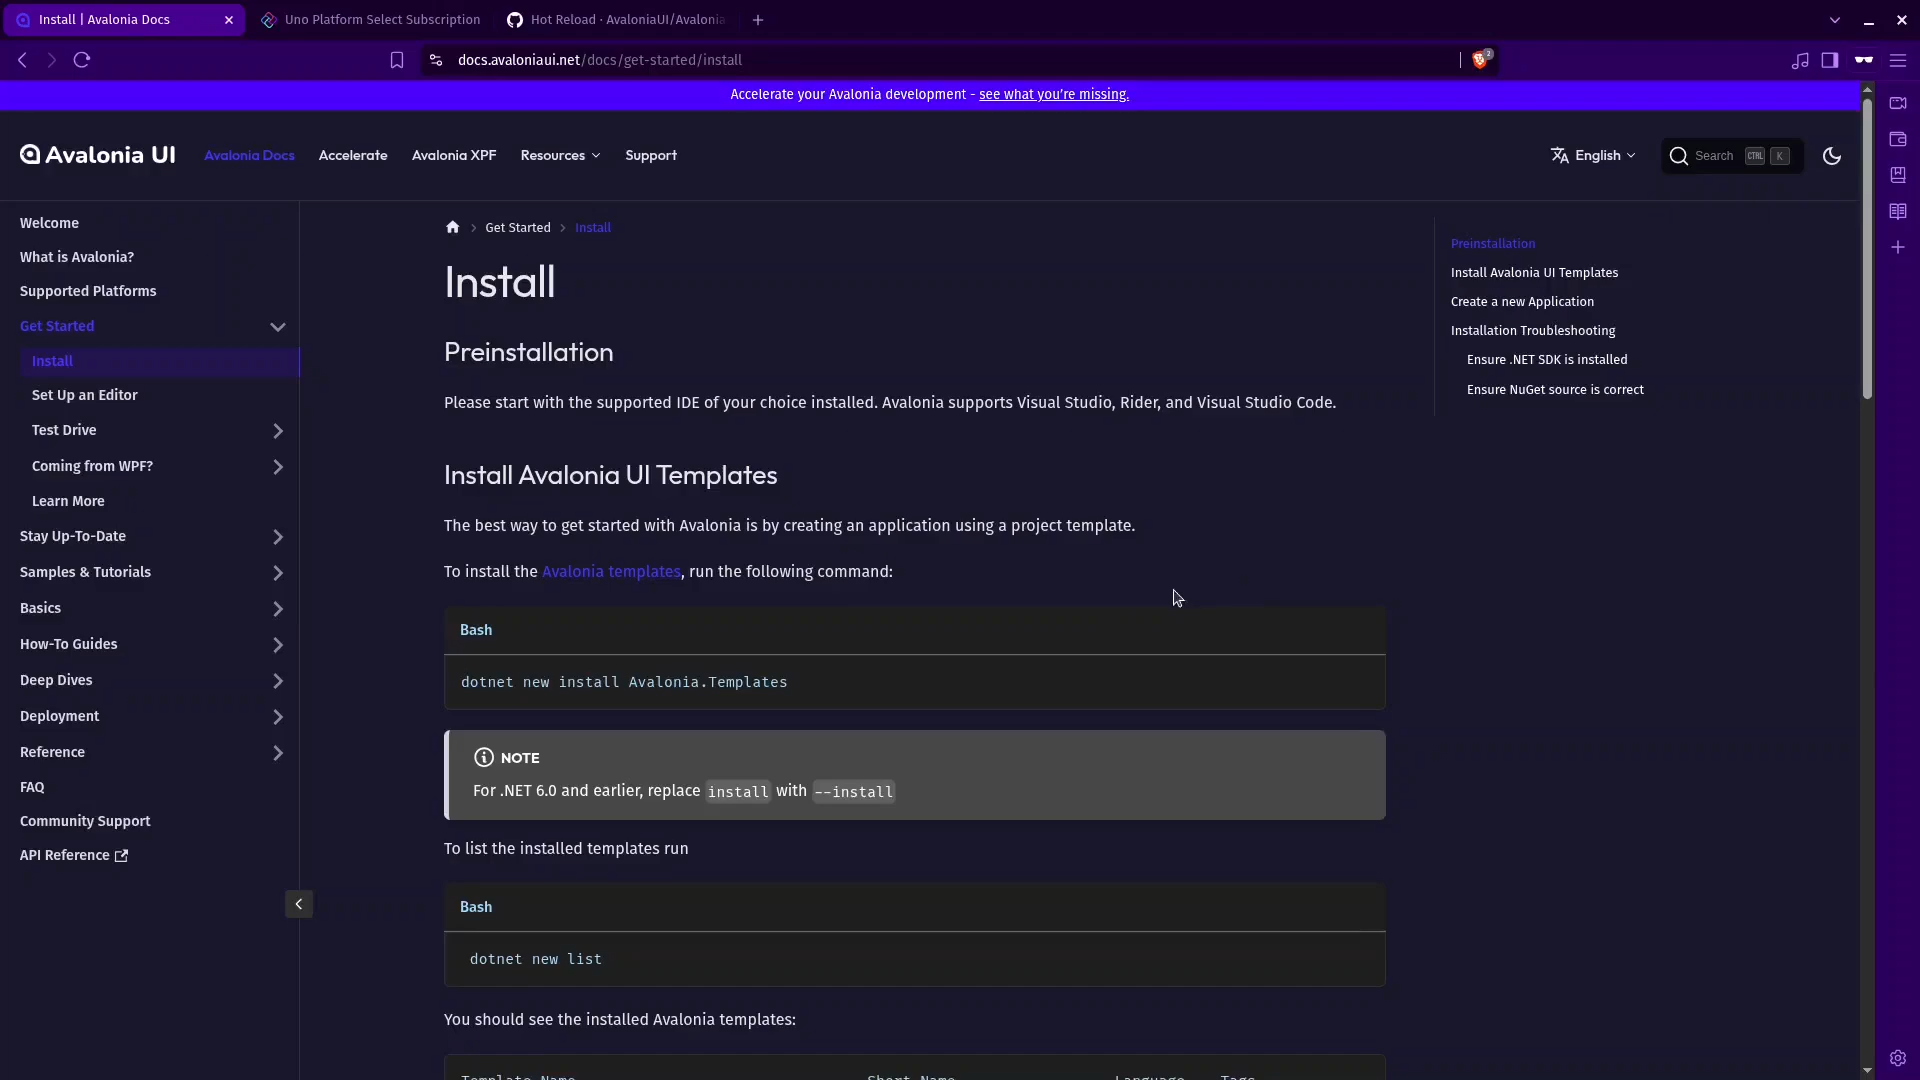 Install | Avalonia Docs
Uno Platform Select Subscription
Hot Reload · AvaloniaUI/Avalonia
docs.avaloniaui.net/docs/get-started/install
2
Accelerate your Avalonia development - see what you're missing.
Avalonia UI
Avalonia Docs
Accelerate
Avalonia XPF
Resources
Support
English
Search
CTRL
K
Welcome
What is Avalonia?
Supported Platforms
Get Started
Install
Set Up an Editor
Test Drive
Coming from WPF?
Learn More
Stay Up-To-Date
Samples & Tutorials
Basics
How-To Guides
Deep Dives
Deployment
Reference
FAQ
Community Support
API Reference
Get Started
Install
Install
Preinstallation
Please start with the supported IDE of your choice installed. Avalonia supports Visual Studio, Rider, and Visual Studio Code.
Install Avalonia UI Templates
The best way to get started with Avalonia is by creating an application using a project template.
To install the Avalonia templates, run the following command:
Bash
dotnet new install Avalonia.Templates
NOTE
For .NET 6.0 and earlier, replace install with --install
To list the installed templates run
Bash
dotnet new list
You should see the installed Avalonia templates:
Template Name Short Name Language Tags
Preinstallation
Install Avalonia UI Templates
Create a new Application
Installation Troubleshooting
Ensure .NET SDK is installed
Ensure NuGet source is correct